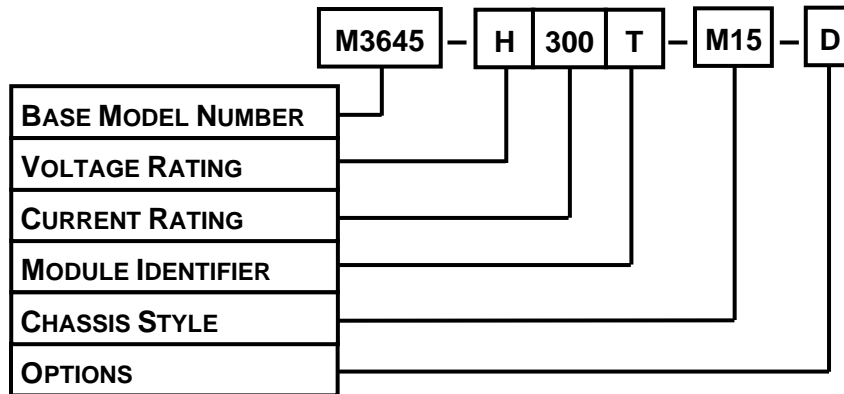 M3645 – H 300 T – M15 – D
BASE MODEL NUMBER
VOLTAGE RATING
CURRENT RATING
MODULE IDENTIFIER
CHASSIS STYLE
OPTIONS